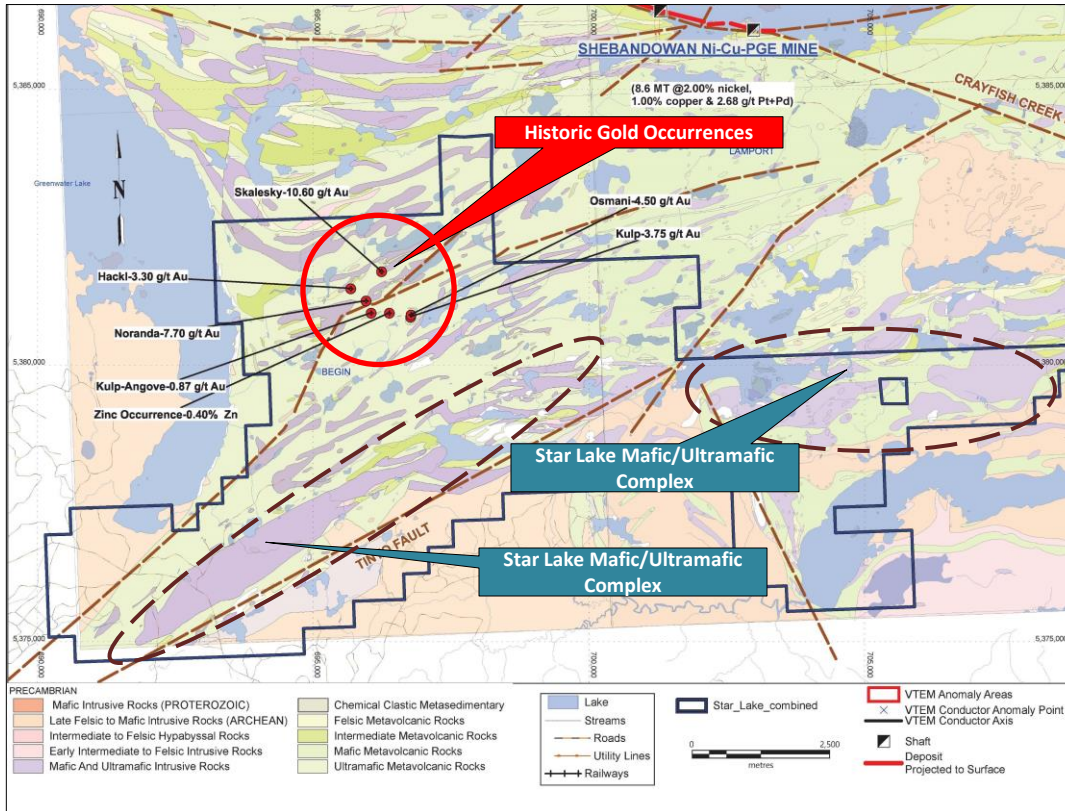 695,000
700,000
705,000
SHEBANDOWAN Ni-Cu-PGE MINE
5,385,000
5,385,000
(8.6 MT @2.00% nickel,
1.00% copper & 2.68 g/t Pt+Pd)
CRAYFISH CREEK
Historic Gold Occurrences
LAMPORT
Greenwater Lake
N
Skalesky-10.60 g/t Au
Osmani-4.50 g/t Au
Kulp-3.75 g/t Au
Hackl-3.30 g/t Au
Noranda-7.70 g/t Au
5,380,000
5,380,000
BEGIN
Kulp-Angove-0.87 g/t Au
Zinc Occurrence-0.40% Zn
Star Lake Mafic/Ultramafic
Complex
TINTO FAULT
Star Lake Mafic/Ultramafic
Complex
5,375,000
5,375,000
690,000
695,000
700,000
705,000
PRECAMBRIAN
Mafic Intrusive Rocks (PROTEROZOIC)
Late Felsic to Mafic Intrusive Rocks (ARCHEAN)
Intermediate to Felsic Hypabyssal Rocks
Early Intermediate to Felsic Intrusive Rocks
Mafic And Ultramafic Intrusive Rocks
Chemical Clastic Metasedimentary
Felsic Metavolcanic Rocks
Intermediate Metavolcanic Rocks
Mafic Metavolcanic Rocks
Ultramafic Metavolcanic Rocks
Lake
Streams
Roads
Utility Lines
Railways
Star_Lake_combined
0
2,500
metres
VTEM Anomaly Areas
VTEM Conductor Anomaly Point
VTEM Conductor Axis
Shaft
Deposit
Projected to Surface